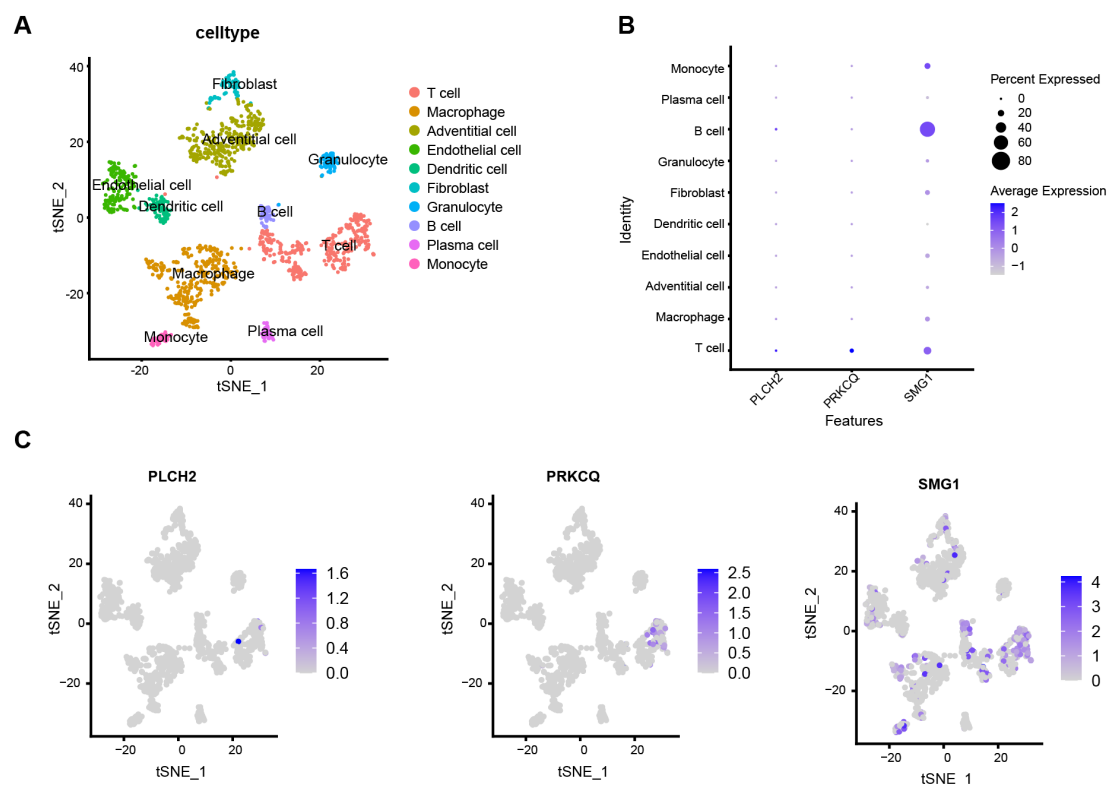 A
celltype
40
20
0
-20
tSNE_2
-20
0
20
tSNE_1
Fibroblast
Adventitial cell
Granulocyte
Endothelial cell
Dendritic cell
B cell
T cell
Macrophage
Monocyte
Plasma cell
T cell
Macrophage
Adventitial cell
Endothelial cell
Dendritic cell
Fibroblast
Granulocyte
B cell
Plasma cell
Monocyte
B
Identity
Monocyte
Plasma cell
B cell
Granulocyte
Fibroblast
Dendritic cell
Endothelial cell
Adventitial cell
Macrophage
T cell
PLCH2
PRKCQ
SMG1
Features
Percent Expressed
0
20
40
60
80
Average Expression
2
1
0
−1
C
PLCH2
40
20
0
−20
tSNE_2
−20
0
20
tSNE_1
1.6
1.2
0.8
0.4
0.0
PRKCQ
40
20
0
−20
tSNE_2
−20
0
20
tSNE_1
2.5
2.0
1.5
1.0
0.5
0.0
SMG1
40
20
0
−20
tSNE_2
−20
0
20
tSNE_1
4
3
2
1
0